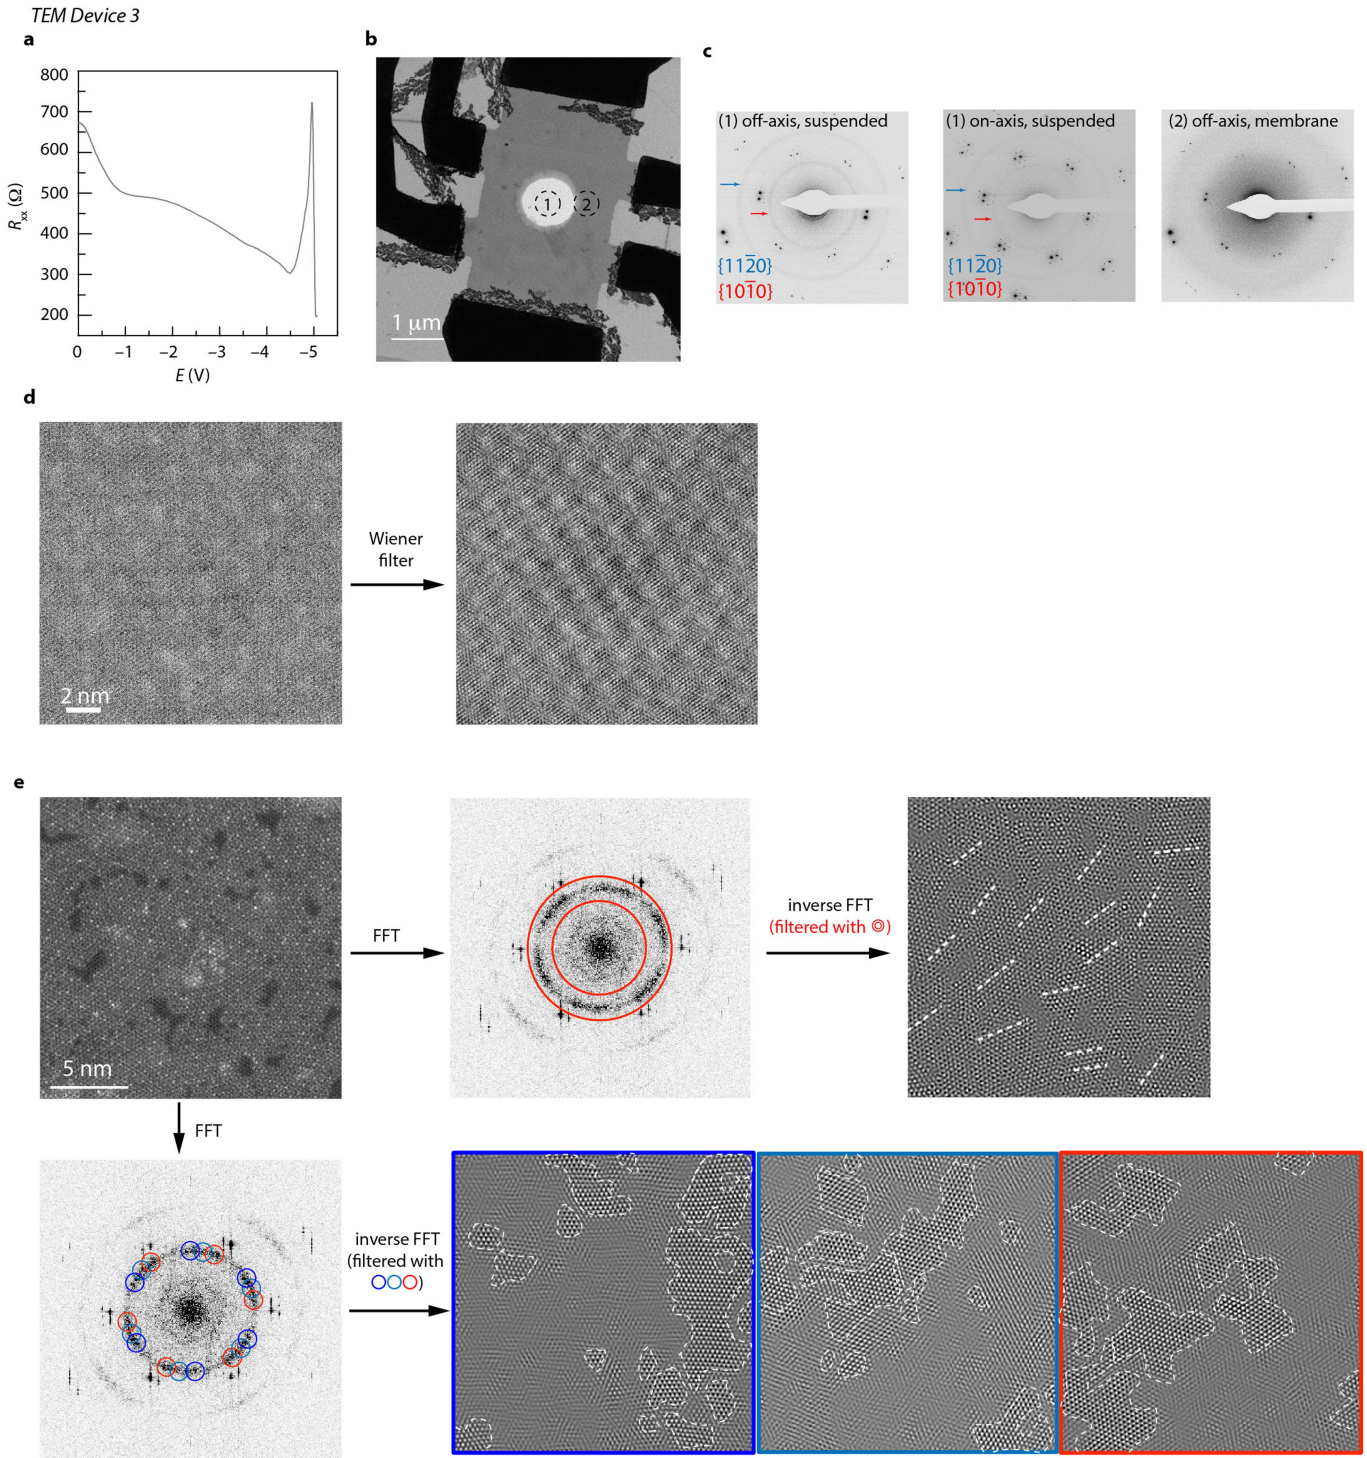 TEM Device 3
a
800
700
600
500
400
300
200
Rxx (Ω)
0 –1 –2 –3 –4 –5
E (V)
b
1
2
1 μm
c
(1) off-axis, suspended
{112̅0}
{101̅0}
(1) on-axis, suspended
{112̅0}
{101̅0}
(2) off-axis, membrane
d
2 nm
Wiener
filter
e
5 nm
FFT
inverse FFT
(filtered with ◎)
FFT
inverse FFT
(filtered with
○○○)